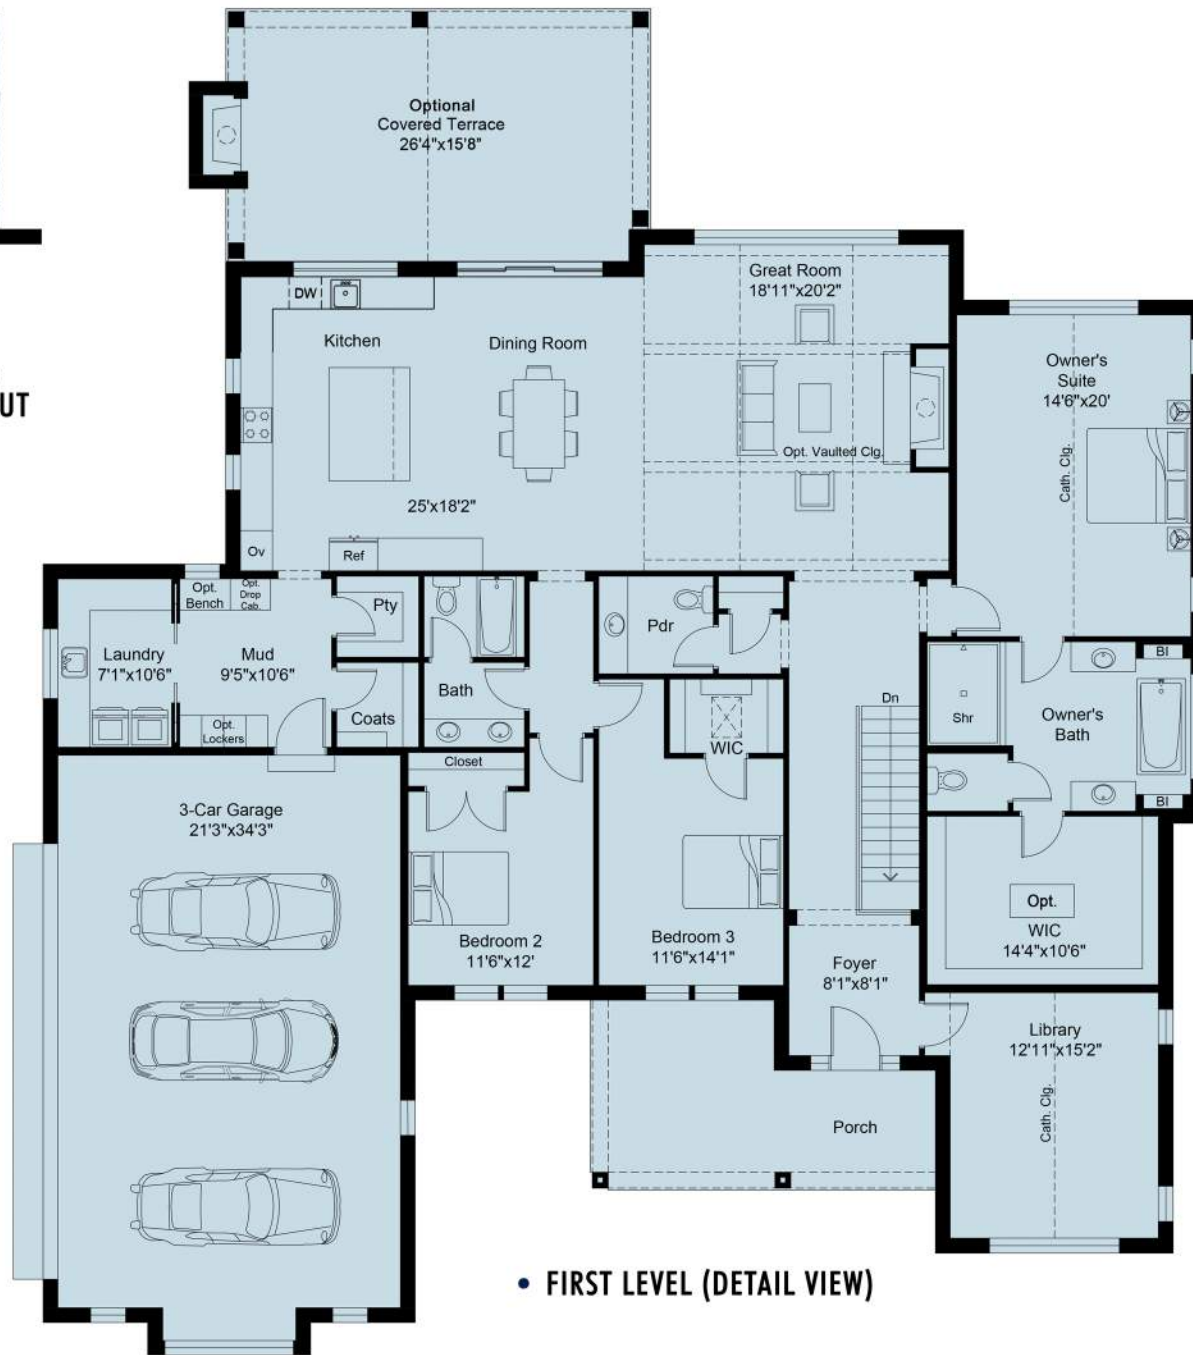 Optional
Covered Terrace
26'4"x15'8"
Great Room
18'11"x20'2"
DW
Kitchen
Dining Room
Owner's
Suite
14'6"x20'
UT
Opt. Vaulted Clg.
Cath. Clg.
25'x18'2"
Ov
Ref
Opt.
Bench
Opt.
Drop
Cab.
Pty
Pdr
Laundry
7'1"x10'6"
Mud
9'5"x10'6"
BI
Bath
Dn
Shr
Owner's
Bath
Coats
Opt.
Lockers
WIC
Closet
BI
3-Car Garage
21'3"x34'3"
Opt.
WIC
14'4"x10'6"
Bedroom 2
11'6"x12'
Bedroom 3
11'6"x14'1"
Foyer
8'1"x8'1"
Library
12'11"x15'2"
Cath. Clg.
Porch
• FIRST LEVEL (DETAIL VIEW)